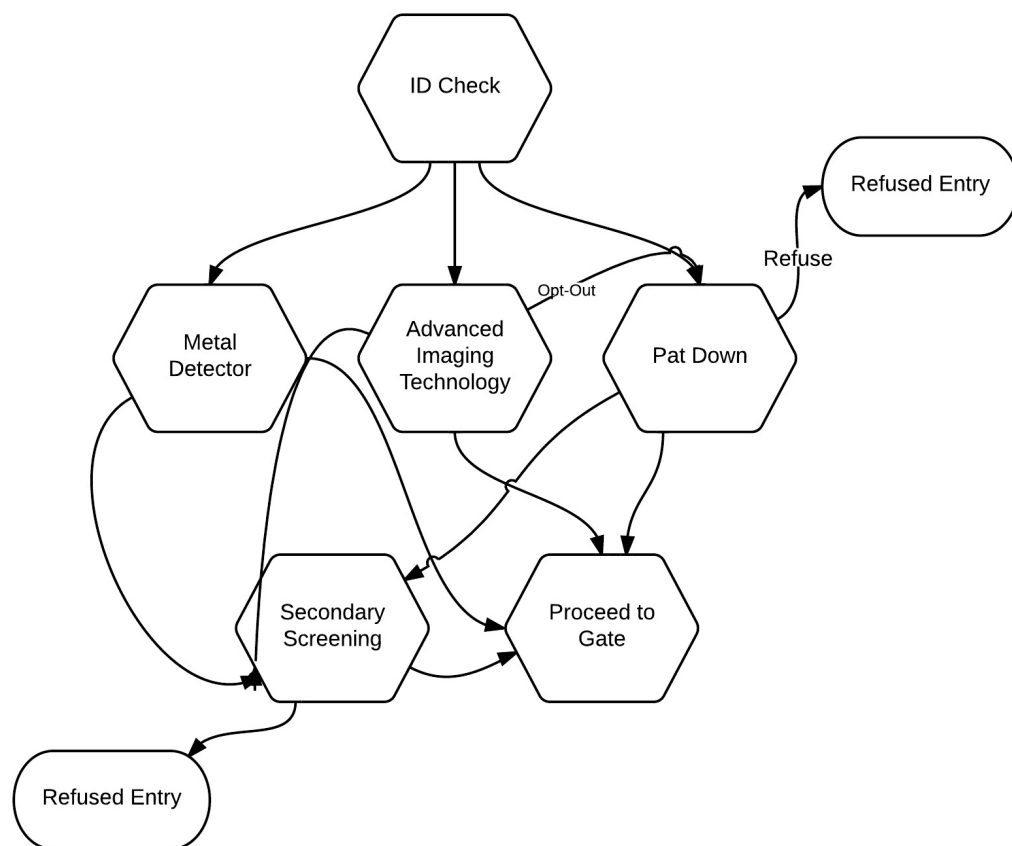 ID Check
Refused Entry
Refuse
Opt-Out
Metal
Detector
Advanced
Imaging
Technology
Pat Down
Secondary
Screening
Proceed to
Gate
Refused Entry